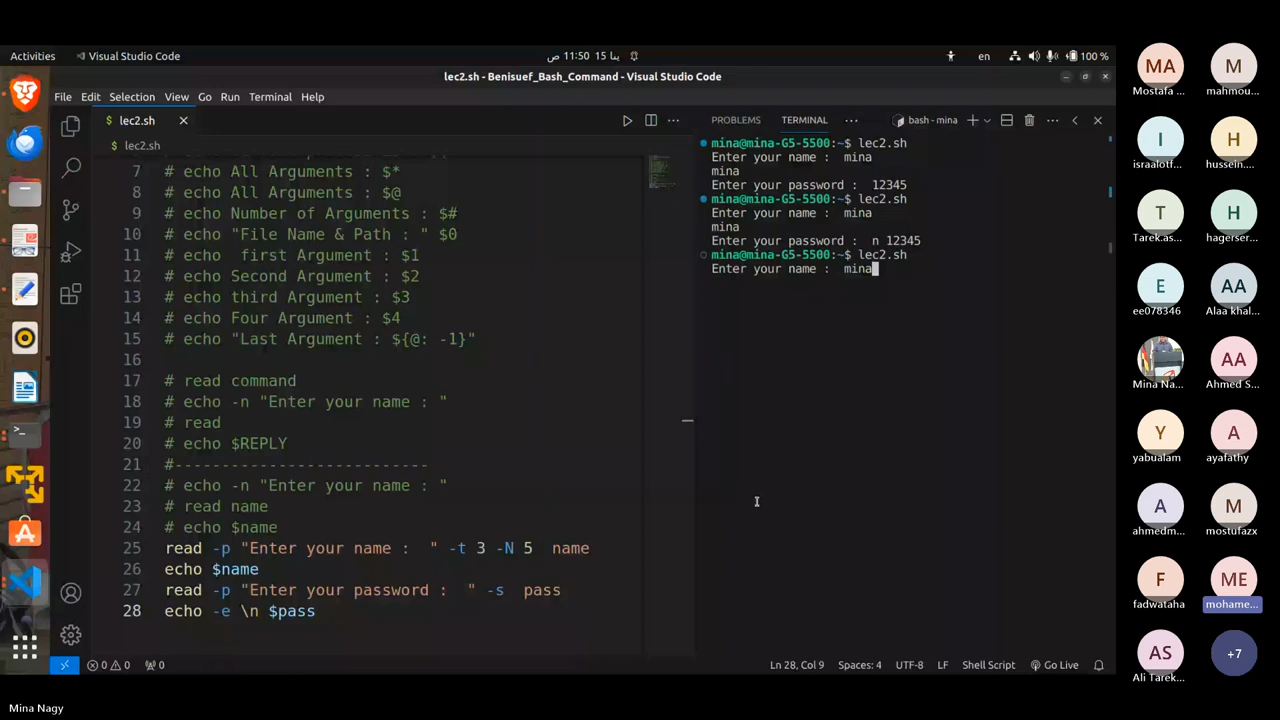 Activities
Visual Studio Code
11:50 ص
15 ينا
en
100 %
lec2.sh - Benisuef_Bash_Command - Visual Studio Code
File Edit Selection View Go Run Terminal Help
$ lec2.sh
$ lec2.sh
7 # echo All Arguments : $*
8 # echo All Arguments : $@
9 # echo Number of Arguments : $#
10 # echo "File Name & Path : " $0
11 # echo  first Argument : $1
12 # echo Second Argument : $2
13 # echo third Argument : $3
14 # echo Four Argument : $4
15 # echo "Last Argument : ${@: -1}"
16
17 # read command
18 # echo -n "Enter your name : "
19 # read
20 # echo $REPLY
21 #---------------------------
22 # echo -n "Enter your name : "
23 # read name
24 # echo $name
25 read -p "Enter your name :  " -t 3 -N 5  name
26 echo $name
27 read -p "Enter your password :  " -s  pass
28 echo -e \n $pass
PROBLEMS TERMINAL ··· bash - mina
mina@mina-G5-5500:~$ lec2.sh
Enter your name :  mina
mina
Enter your password :  12345
mina@mina-G5-5500:~$ lec2.sh
Enter your name :  mina
mina
Enter your password :  n 12345
mina@mina-G5-5500:~$ lec2.sh
Enter your name :  mina
0 0 0
Ln 28, Col 9 Spaces: 4 UTF-8 LF Shell Script Go Live
MA M
Mostafa ... mahmou...
I H
israalotf... hussein....
T H
Tarek.as... hagerser...
E AA
ee078346 Alaa khal...
AA
Mina Na... Ahmed S...
Y A
yabualam ayafathy
A M
ahmedm... mostufazx
F ME
fadwataha mohame...
AS +7
Ali Tarek...
Mina Nagy